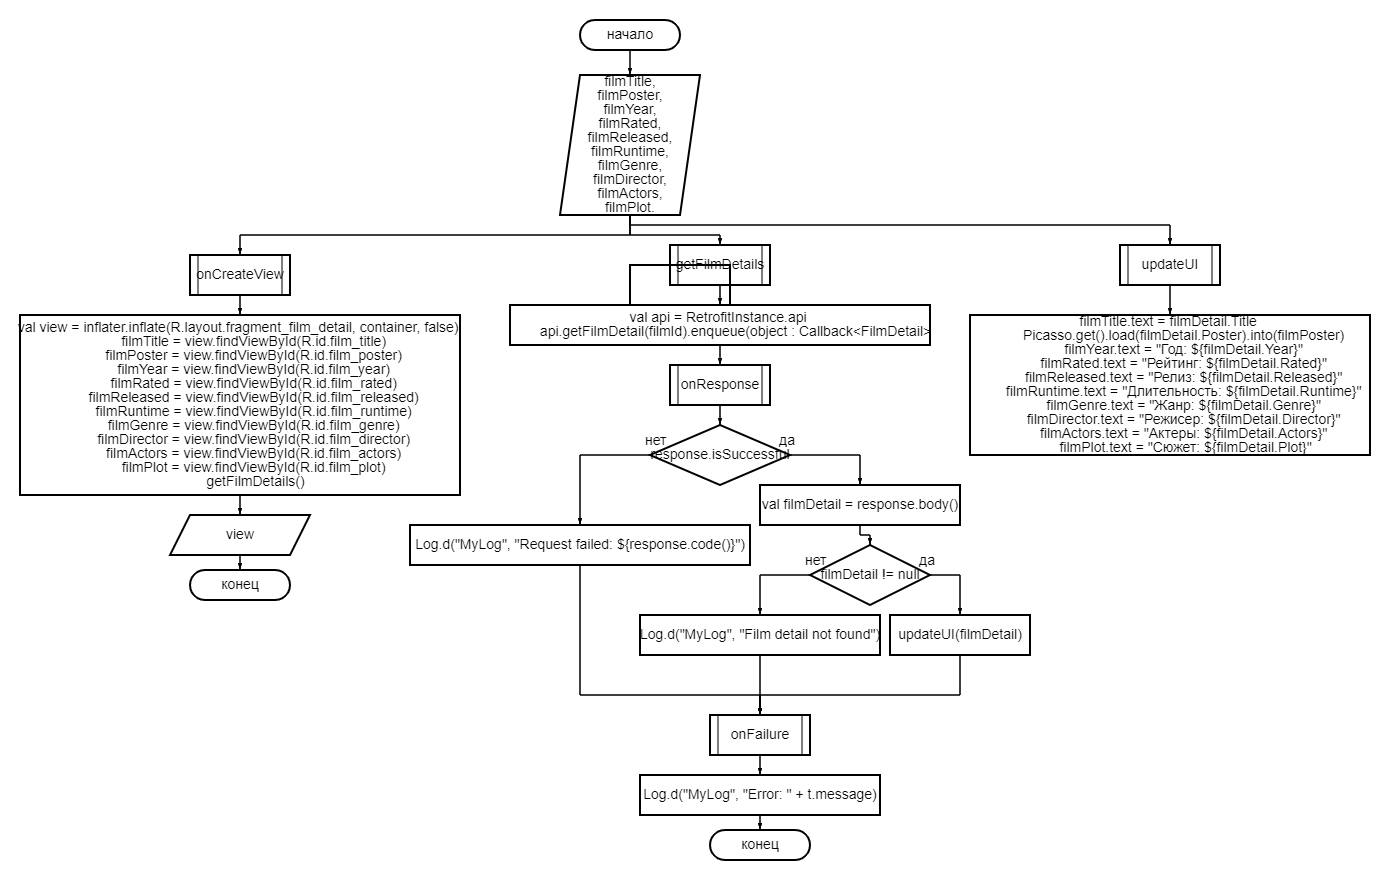 начало
filmTitle,
filmPoster,
filmYear,
filmRated,
filmReleased,
filmRuntime,
filmGenre,
filmDirector,
filmActors,
filmPlot.
onCreateView
val view = inflater.inflate(R.layout.fragment_film_detail, container, false)
filmTitle = view.findViewById(R.id.film_title)
filmPoster = view.findViewById(R.id.film_poster)
filmYear = view.findViewById(R.id.film_year)
filmRated = view.findViewById(R.id.film_rated)
filmReleased = view.findViewById(R.id.film_released)
filmRuntime = view.findViewById(R.id.film_runtime)
filmGenre = view.findViewById(R.id.film_genre)
filmDirector = view.findViewById(R.id.film_director)
filmActors = view.findViewById(R.id.film_actors)
filmPlot = view.findViewById(R.id.film_plot)
getFilmDetails()
view
конец
getFilmDetails
val api = RetrofitInstance.api
api.getFilmDetail(filmId).enqueue(object : Callback<FilmDetail>
onResponse
нет
да
response.isSuccessful
Log.d("MyLog", "Request failed: ${response.code()}")
val filmDetail = response.body()
нет
да
filmDetail != null
Log.d("MyLog", "Film detail not found")
updateUI(filmDetail)
onFailure
Log.d("MyLog", "Error: " + t.message)
конец
updateUI
filmTitle.text = filmDetail.Title
Picasso.get().load(filmDetail.Poster).into(filmPoster)
filmYear.text = "Год: ${filmDetail.Year}"
filmRated.text = "Рейтинг: ${filmDetail.Rated}"
filmReleased.text = "Релиз: ${filmDetail.Released}"
filmRuntime.text = "Длительность: ${filmDetail.Runtime}"
filmGenre.text = "Жанр: ${filmDetail.Genre}"
filmDirector.text = "Режисер: ${filmDetail.Director}"
filmActors.text = "Актеры: ${filmDetail.Actors}"
filmPlot.text = "Сюжет: ${filmDetail.Plot}"